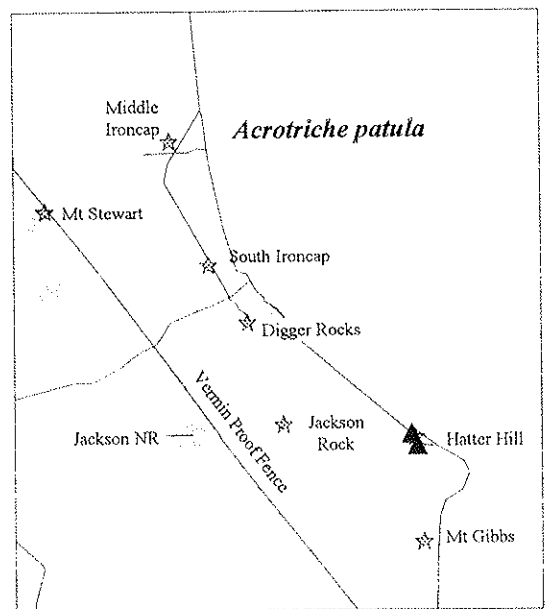 Middle
Ironcap
Acrotriche patula
Mt Stewart
South Ironcap
Digger Rocks
Vermin Proof Fence
Jackson NR
Jackson
Rock
Hatter Hill
Mt Gibbs